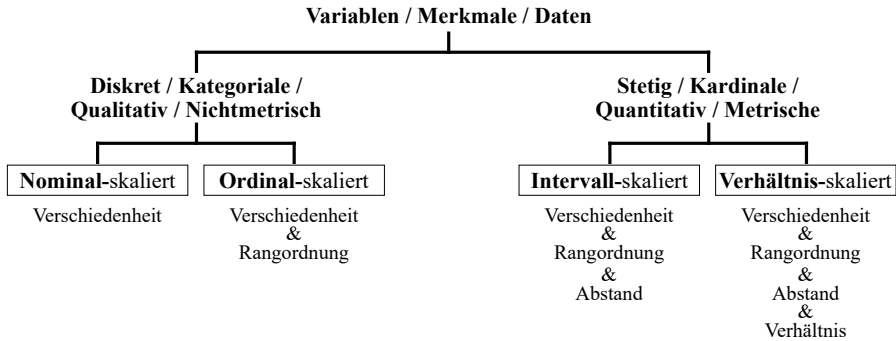 Variablen / Merkmale / Daten
Diskret / Kategoriale /
Qualitativ / Nichtmetrisch
Stetig / Kardinale /
Quantitativ / Metrische
Nominal-skaliert
Verschiedenheit
Ordinal-skaliert
Verschiedenheit
&
Rangordnung
Intervall-skaliert
Verschiedenheit
&
Rangordnung
&
Abstand
Verhältnis-skaliert
Verschiedenheit
&
Rangordnung
&
Abstand
&
Verhältnis